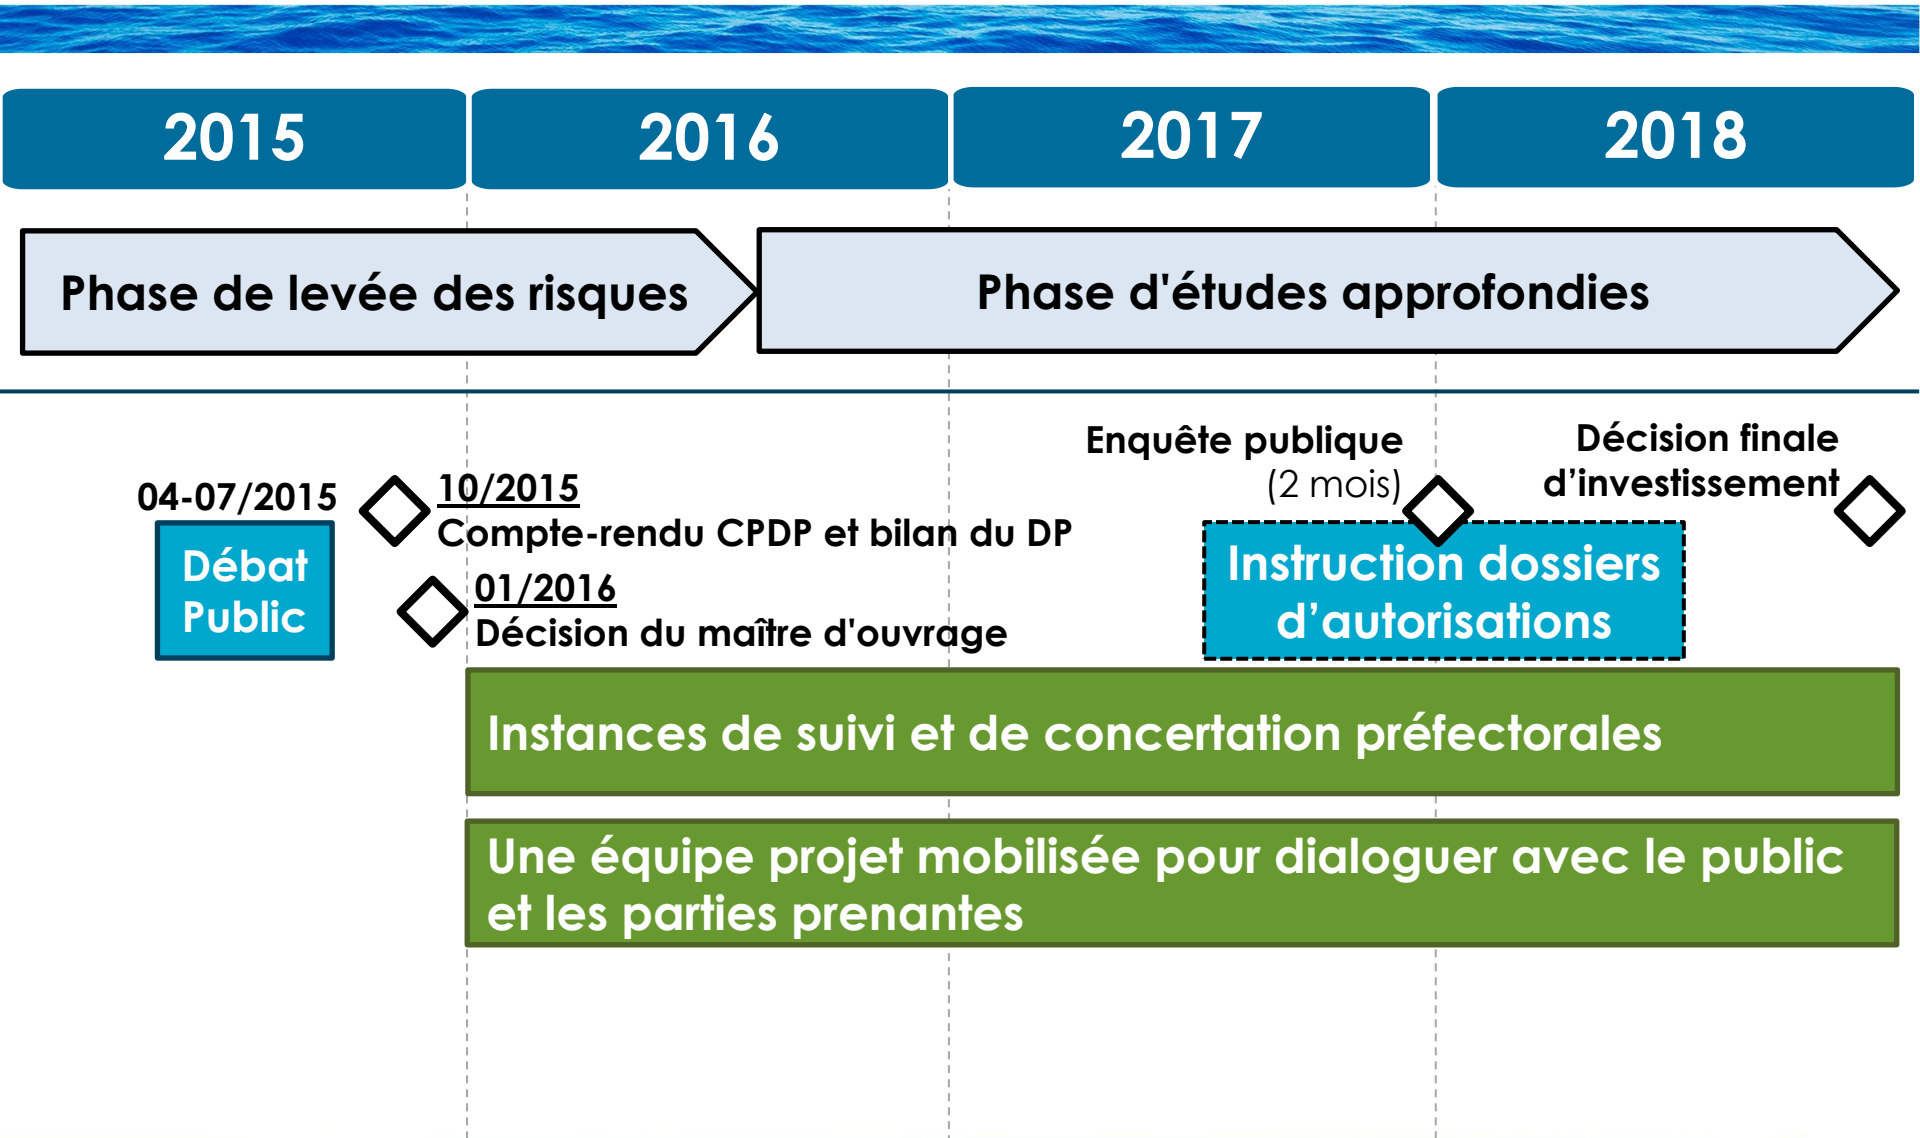 2015
2016
2017
2018
Phase de levée des risques
Phase d'études approfondies
04-07/2015
Débat
Public
10/2015
Compte-rendu CPDP et bilan du DP
01/2016
Décision du maître d'ouvrage
Enquête publique
(2 mois)
Instruction dossiers
d’autorisations
Décision finale
d’investissement
Instances de suivi et de concertation préfectorales
Une équipe projet mobilisée pour dialoguer avec le public
et les parties prenantes